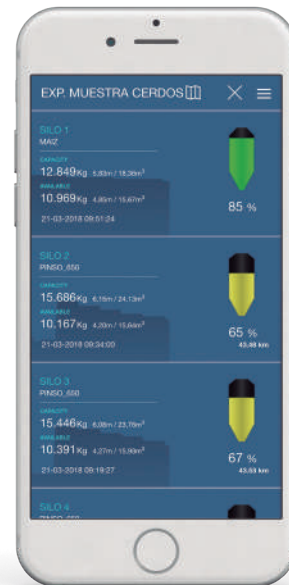 EXP. MUESTRA CERDOS
SILO 1
MAIZ
CAPACITY
12.849Kg 5,93m / 18,36m³
AVAILABLE
10.969Kg 4,95m / 15,67m³
21-03-2018 09:51:24
85 %
SILO 2
PINSO_650
CAPACITY
15.686Kg 6,16m / 24,13m³
AVAILABLE
10.167Kg 4,20m / 15,64m³
21-03-2018 09:34:00
65 %
43,48 km
SILO 3
PINSO_650
CAPACITY
15.446Kg 6,08m / 23,76m³
AVAILABLE
10.391Kg 4,27m / 15,99m³
21-03-2018 09:19:27
67 %
43,53 km
SILO 4